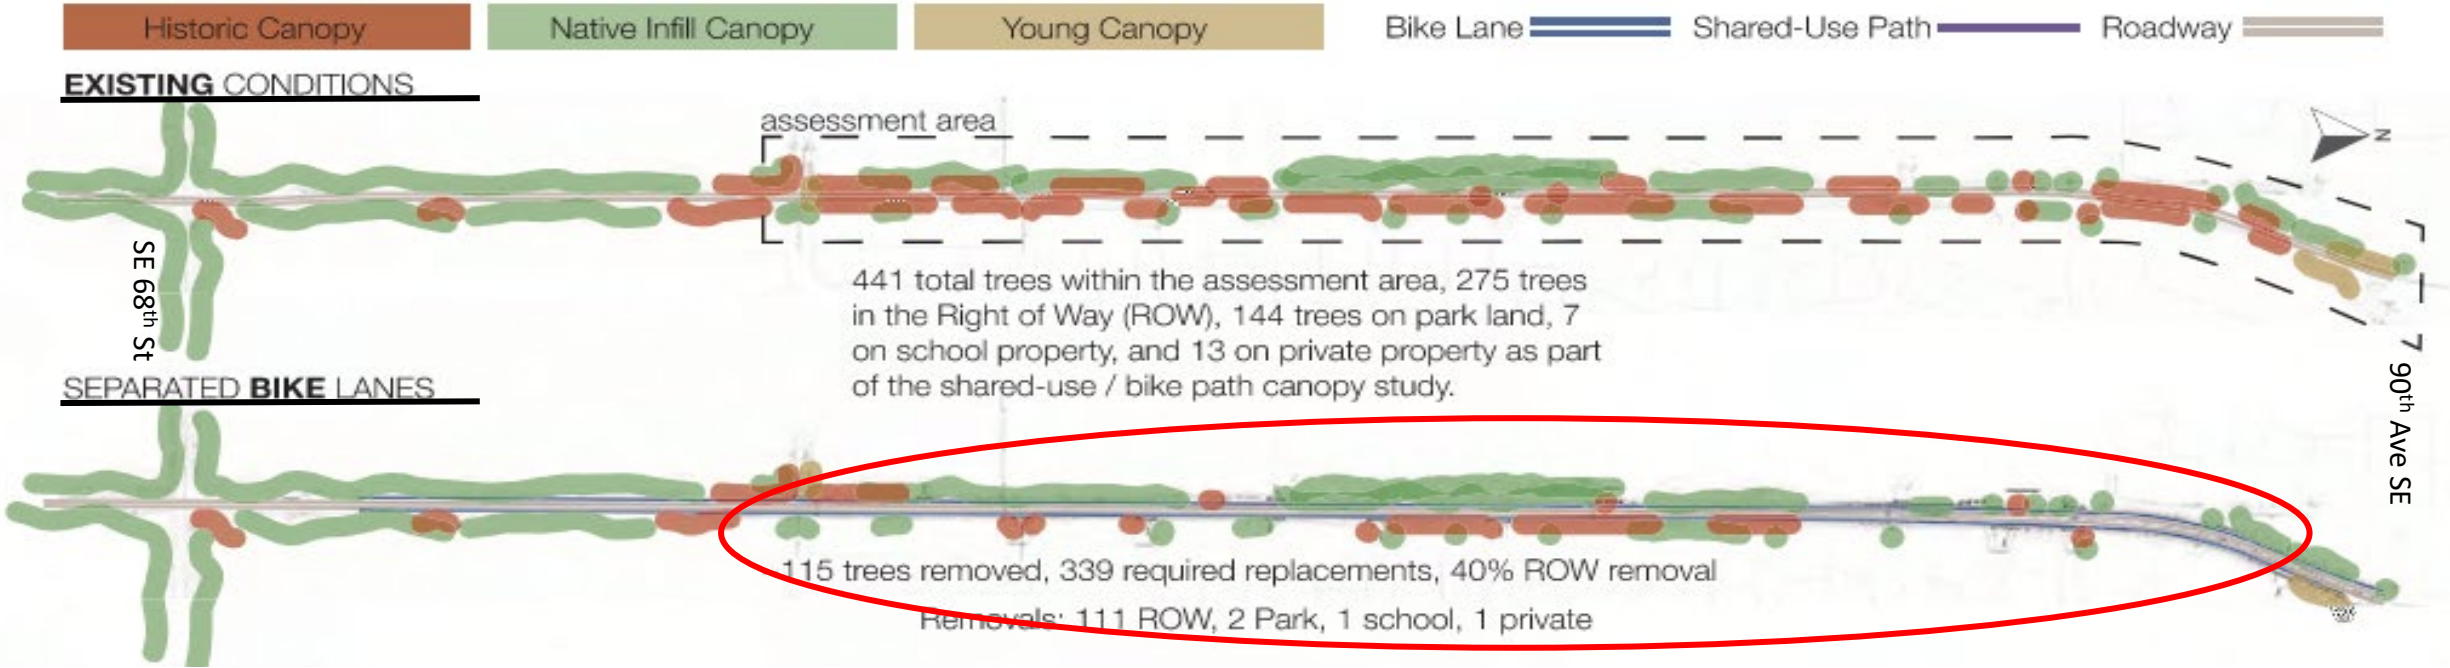 Historic Canopy
Native Infill Canopy
Young Canopy
Bike Lane
Shared-Use Path
Roadway
EXISTING CONDITIONS
assessment area
N
SE 68th St
441 total trees within the assessment area, 275 trees
in the Right of Way (ROW), 144 trees on park land, 7
on school property, and 13 on private property as part
of the shared-use / bike path canopy study.
90th Ave SE
SEPARATED BIKE LANES
115 trees removed, 339 required replacements, 40% ROW removal
Removals: 111 ROW, 2 Park, 1 school, 1 private